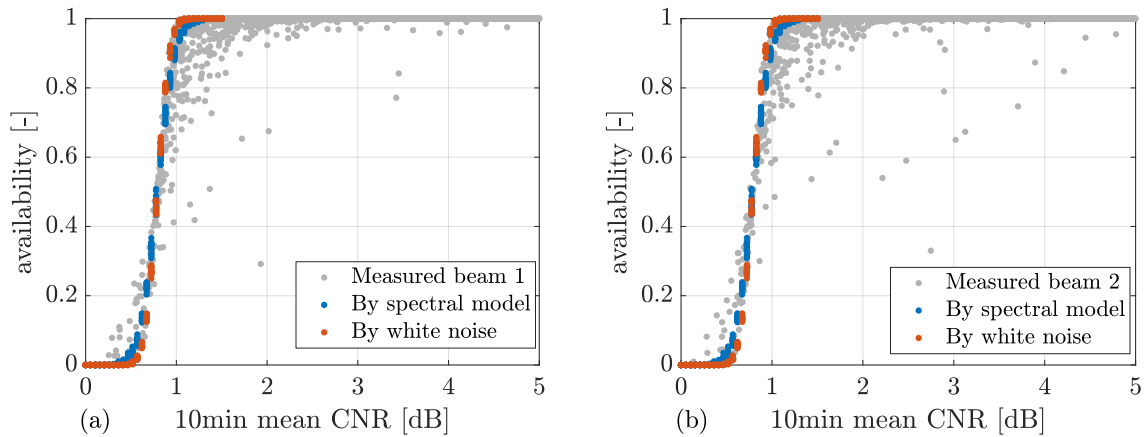 1
0.8
0.6
0.4
0.2
0
availability [-]
0 1 2 3 4 5
(a) 10min mean CNR [dB]
Measured beam 1
By spectral model
By white noise
1
0.8
0.6
0.4
0.2
0
availability [-]
0 1 2 3 4 5
(b) 10min mean CNR [dB]
Measured beam 2
By spectral model
By white noise